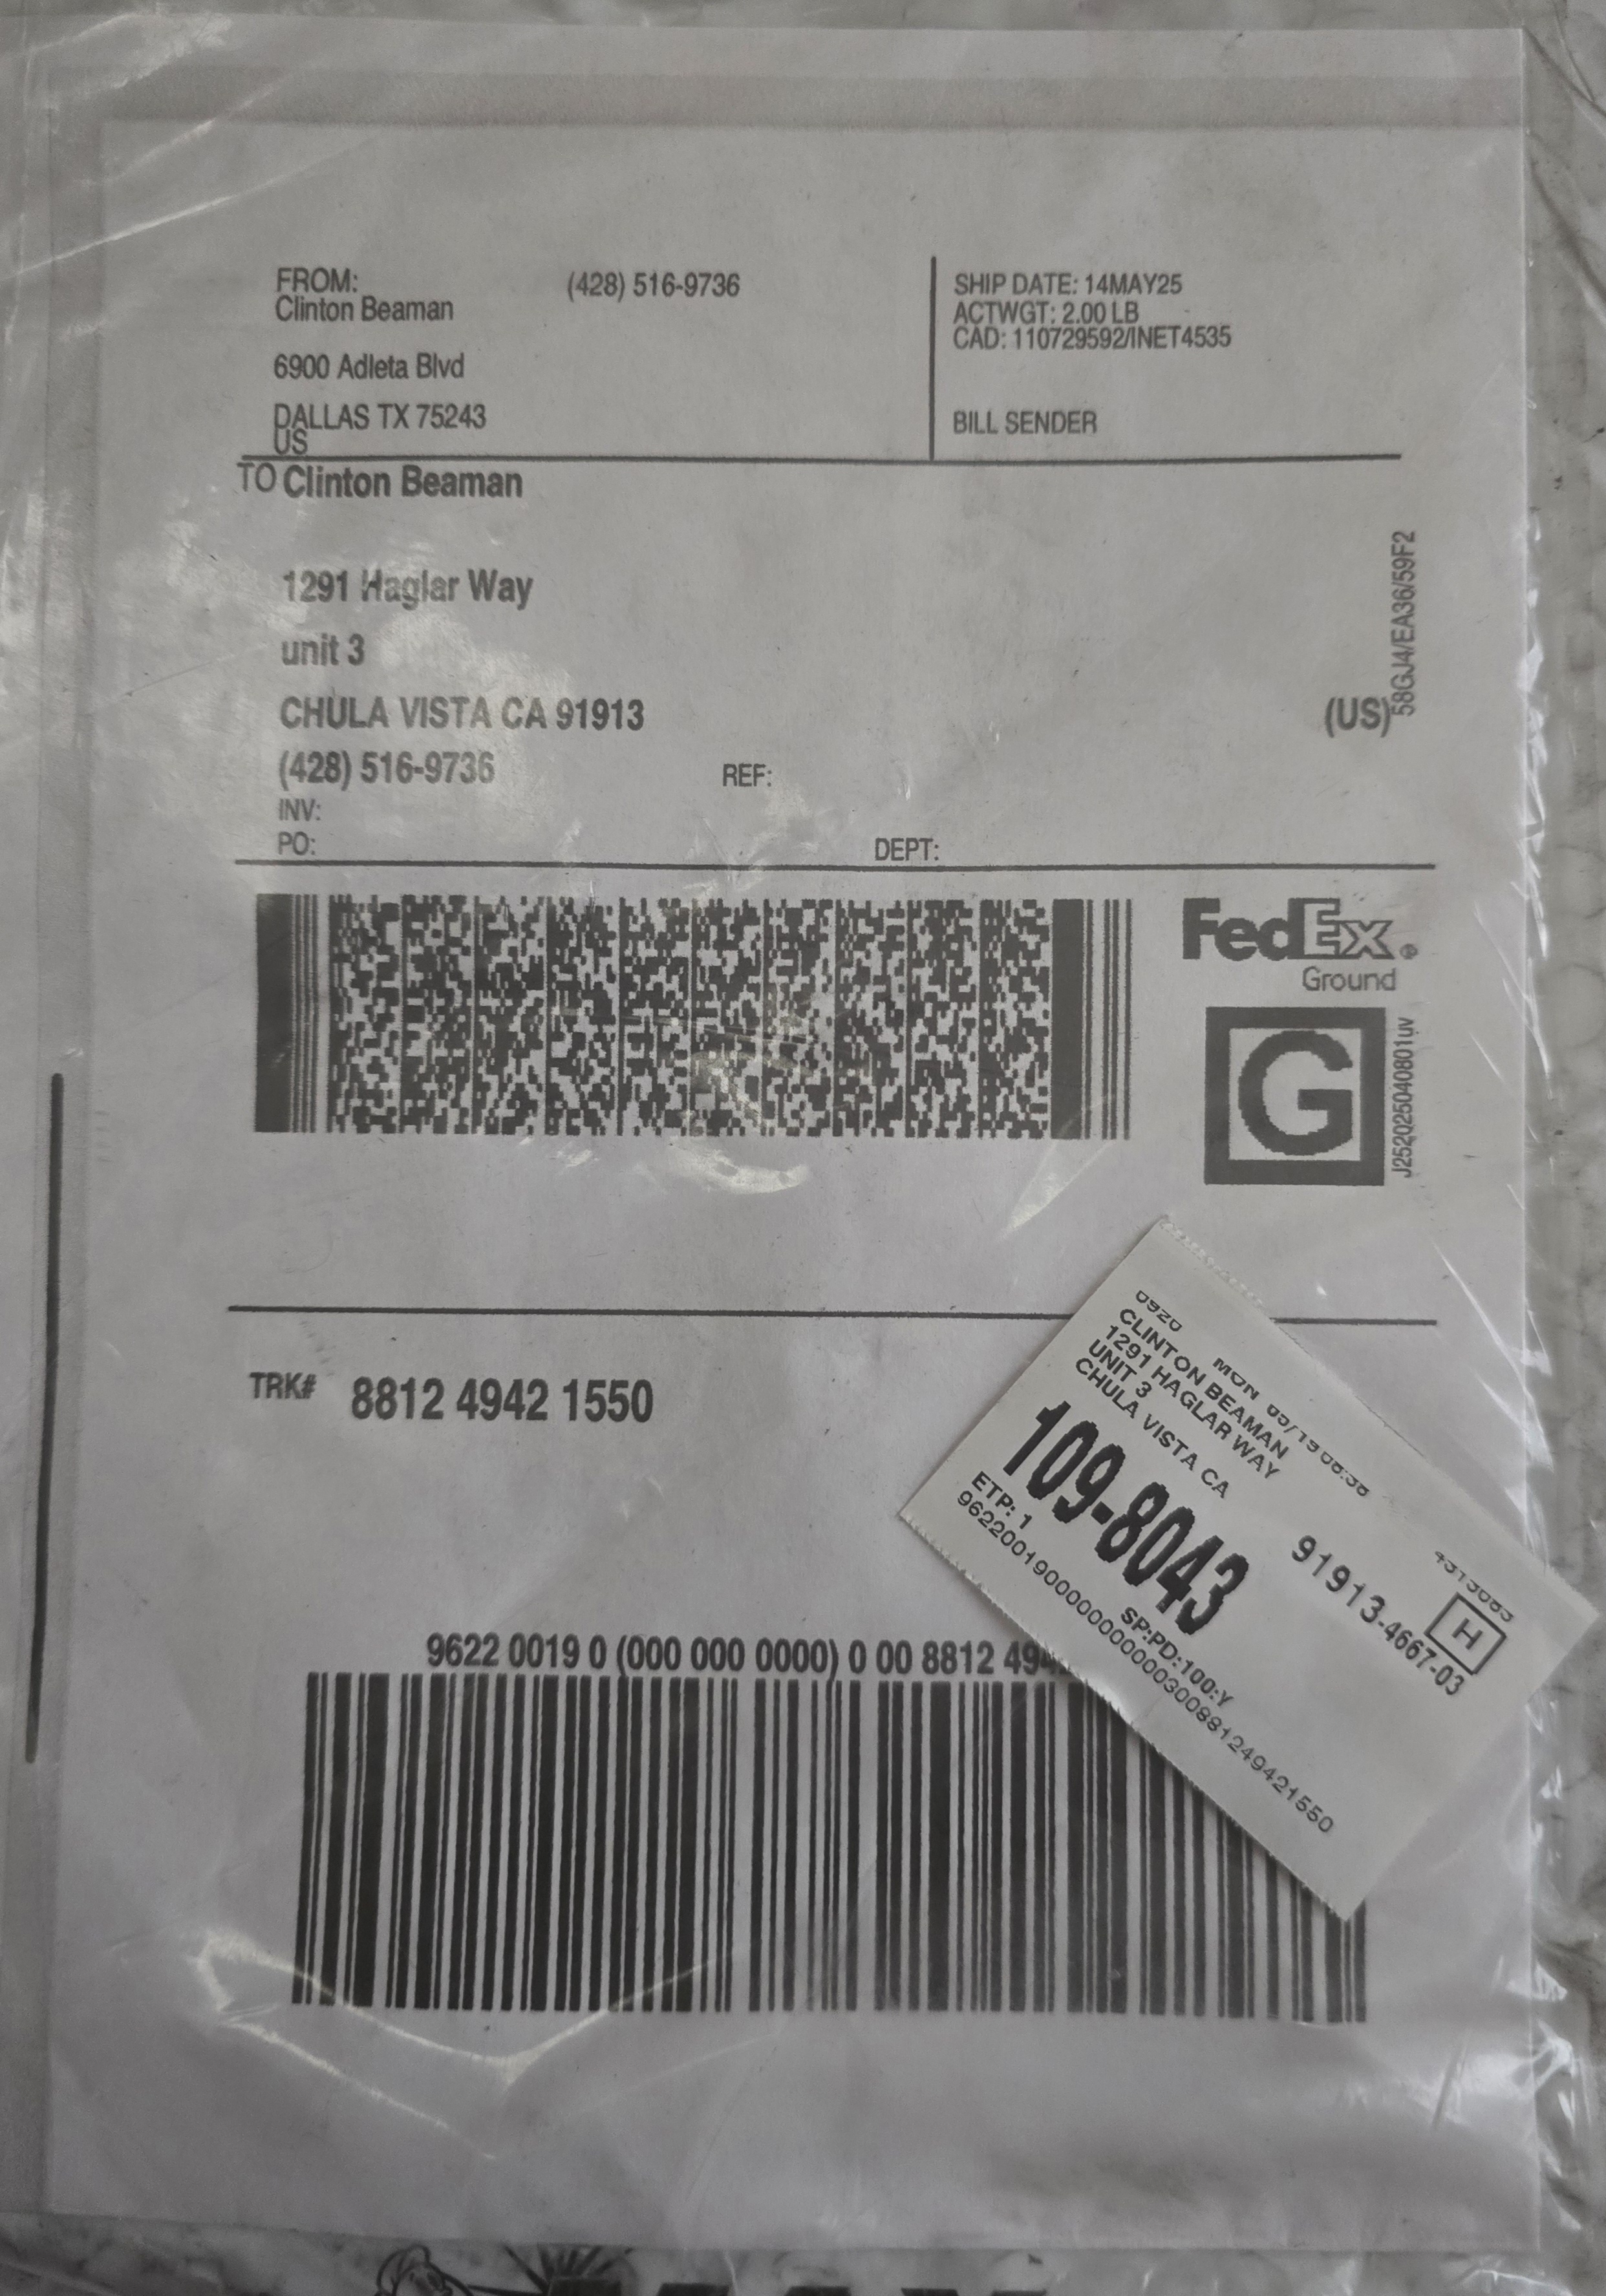 FROM: (428) 516-9736
Clinton Beaman
6900 Adleta Blvd
DALLAS TX 75243
US
SHIP DATE: 14MAY25
ACTWGT: 2.00 LB
CAD: 110729592/INET4535
BILL SENDER
TO Clinton Beaman
1291 Haglar Way
unit 3
CHULA VISTA CA 91913
(US)
(428) 516-9736
REF:
INV:
PO:
DEPT:
58GJ4/EA36/59F2
FedEx®
Ground
G
J252025040801uv
TRK# 8812 4942 1550
9622 0019 0 (000 000 0000) 0 00 8812 494
0920 MON
CLINTON BEAMAN
1291 HAGLAR WAY
UNIT 3
CHULA VISTA CA
109-8043
91913-4667-03
H
ETP: 1
SP:PD:100:Y